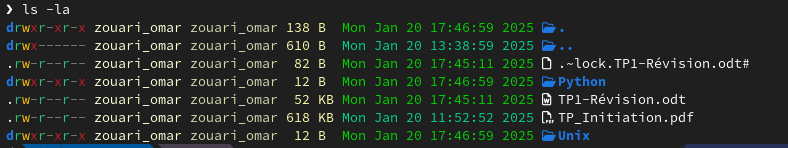 ❯ ls -la
drwxr-xr-x zouari_omar zouari_omar 138 B Mon Jan 20 17:46:59 2025 .
drwx------ zouari_omar zouari_omar 610 B Mon Jan 20 13:38:59 2025 ..
.rw-r--r-- zouari_omar zouari_omar 82 B Mon Jan 20 17:45:11 2025 .~lock.TP1-Révision.odt#
drwxr-xr-x zouari_omar zouari_omar 12 B Mon Jan 20 17:46:59 2025 Python
.rw-r--r-- zouari_omar zouari_omar 52 KB Mon Jan 20 17:45:11 2025 TP1-Révision.odt
.rw-r--r-- zouari_omar zouari_omar 618 KB Mon Jan 20 11:52:52 2025 TP_Initiation.pdf
drwxr-xr-x zouari_omar zouari_omar 12 B Mon Jan 20 17:46:59 2025 Unix